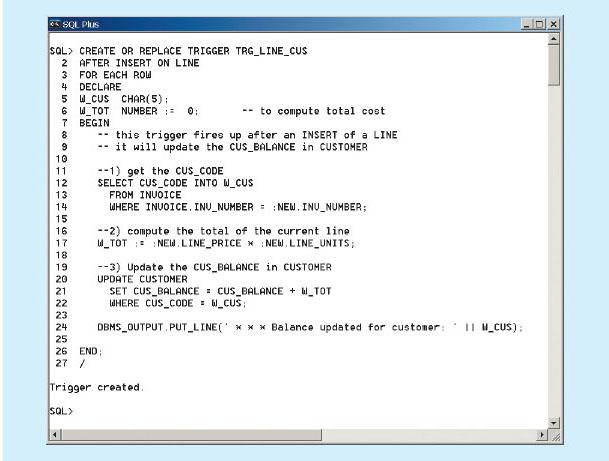 SQL Plus
SQL> CREATE OR REPLACE TRIGGER TRG_LINE_CUS
2 AFTER INSERT ON LINE
3 FOR EACH ROW
4 DECLARE
5 W_CUS CHAR(5);
6 W_TOT NUMBER := 0; -- to compute total cost
7 BEGIN
8 -- this trigger fires up after an INSERT of a LINE
9 -- it will update the CUS_BALANCE in CUSTOMER
10
11 --1) get the CUS_CODE
12 SELECT CUS_CODE INTO W_CUS
13 FROM INVOICE
14 WHERE INVOICE.INV_NUMBER = :NEW.INV_NUMBER;
15
16 --2) compute the total of the current line
17 W_TOT := :NEW.LINE_PRICE * :NEW.LINE_UNITS;
18
19 --3) Update the CUS_BALANCE in CUSTOMER
20 UPDATE CUSTOMER
21 SET CUS_BALANCE = CUS_BALANCE + W_TOT
22 WHERE CUS_CODE = W_CUS;
23
24 DBMS_OUTPUT.PUT_LINE(' * * * Balance updated for customer: ' || W_CUS);
25
26 END;
27 /
Trigger created.
SQL>